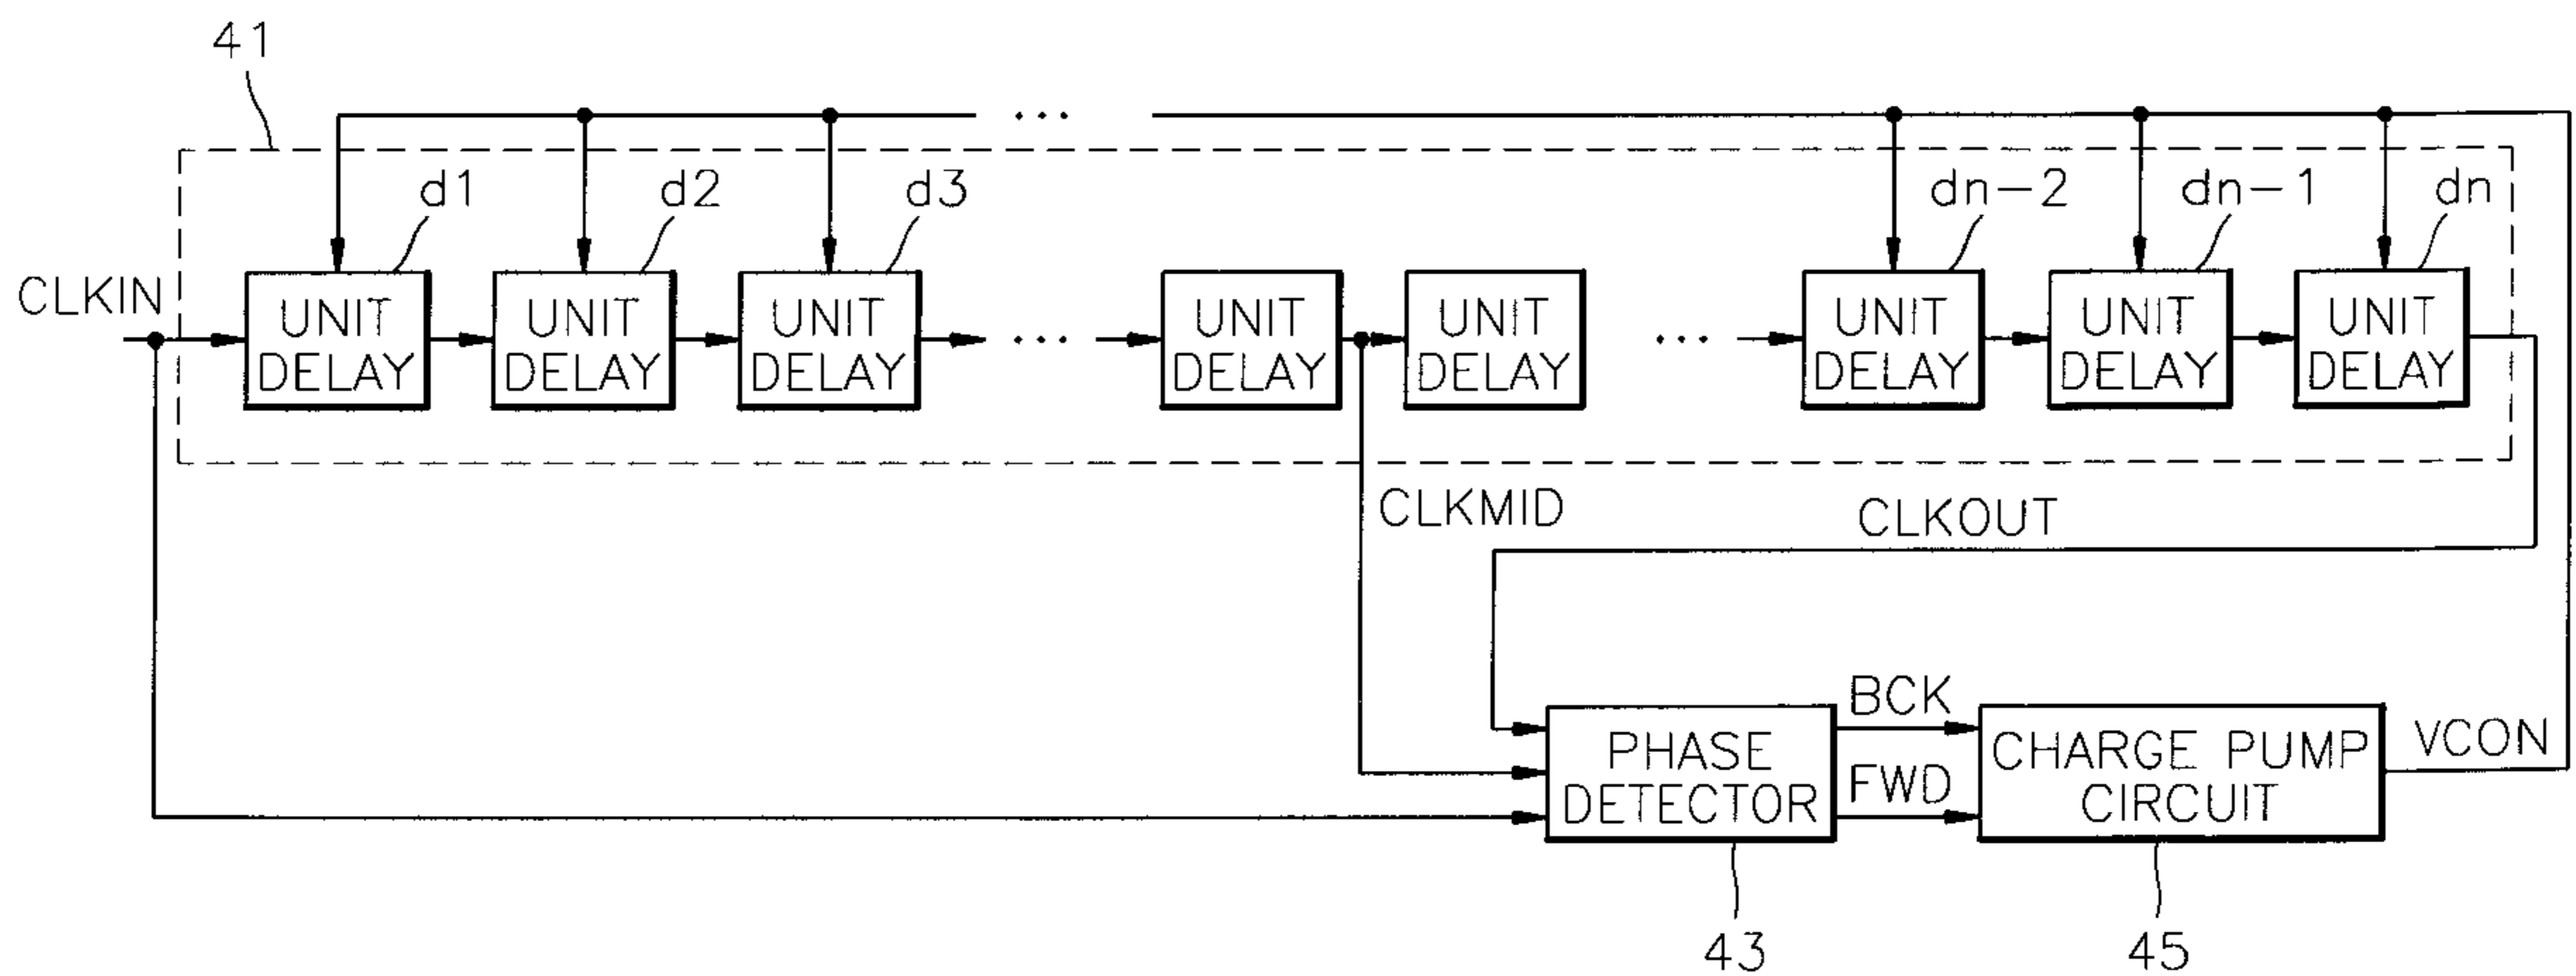 41
...
d1
d2
d3
dn-2
dn-1
dn
CLKIN
UNIT
DELAY
UNIT
DELAY
UNIT
DELAY
...
UNIT
DELAY
UNIT
DELAY
...
UNIT
DELAY
UNIT
DELAY
UNIT
DELAY
CLKMID
CLKOUT
PHASE
DETECTOR
BCK
FWD
CHARGE PUMP
CIRCUIT
VCON
43
45